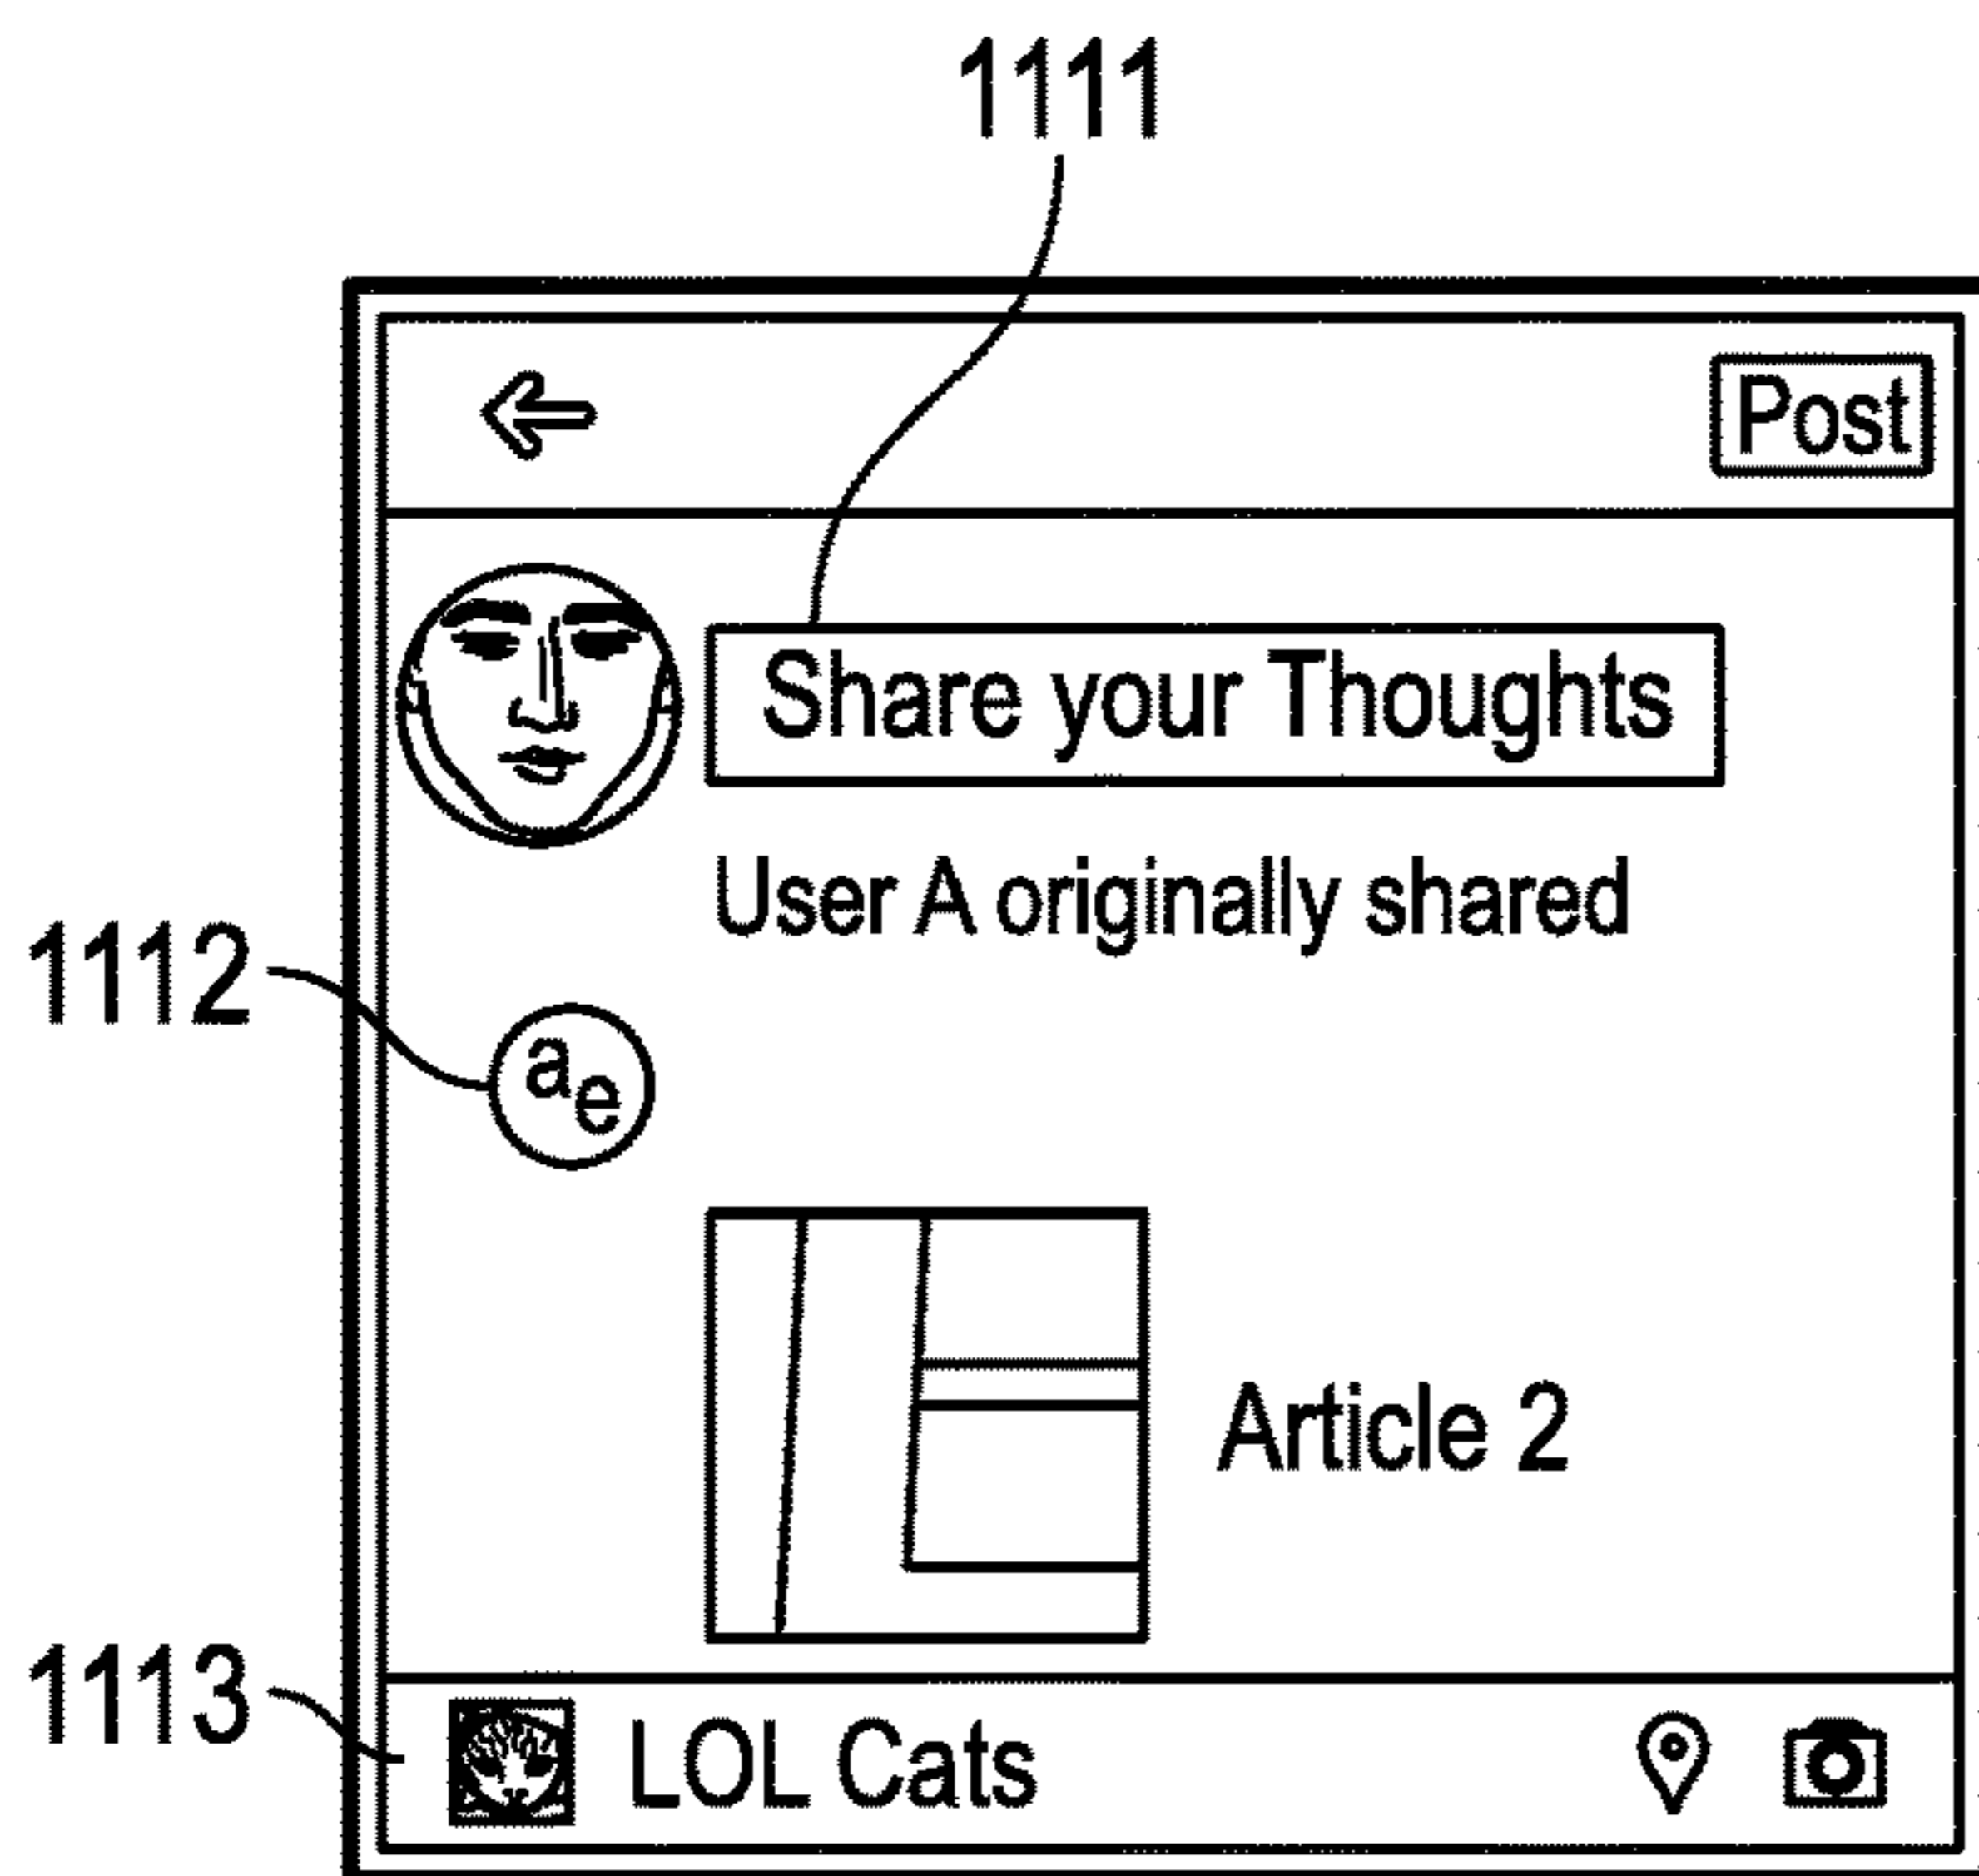 1111
Post
Share your Thoughts
User A originally shared
1112
ae
Article 2
1113
LOL Cats